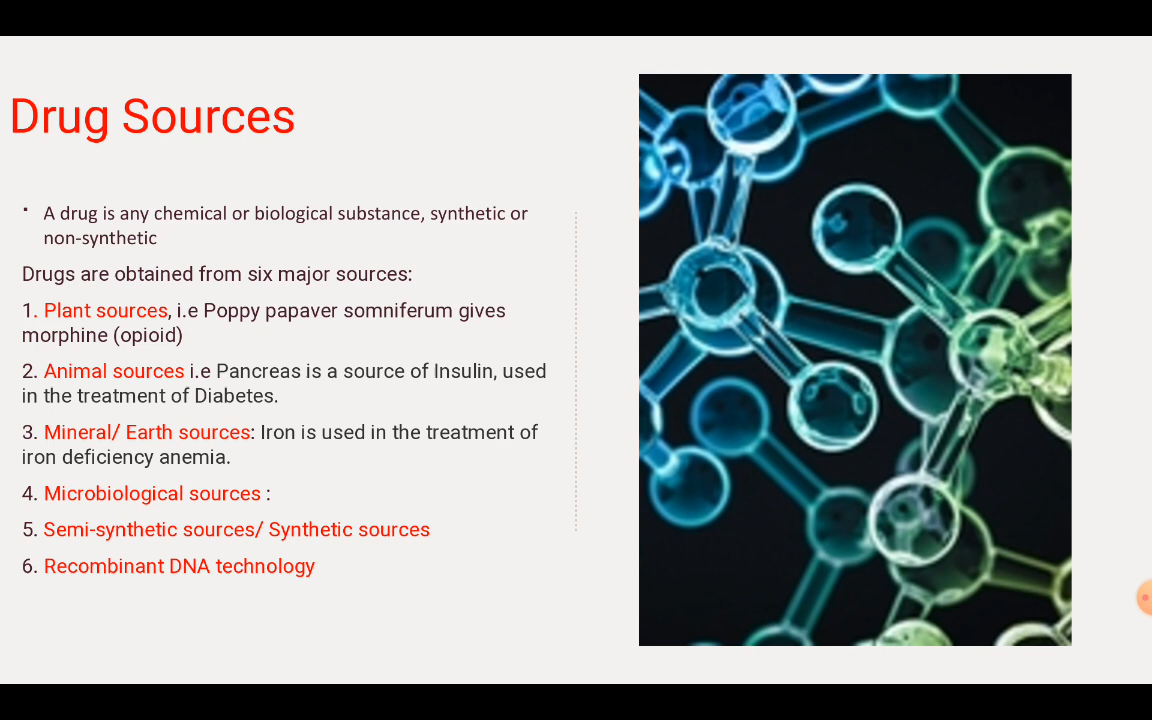 Drug Sources
▪ A drug is any chemical or biological substance, synthetic or
non-synthetic
Drugs are obtained from six major sources:
1. Plant sources, i.e Poppy papaver somniferum gives
morphine (opioid)
2. Animal sources i.e Pancreas is a source of Insulin, used
in the treatment of Diabetes.
3. Mineral/ Earth sources: Iron is used in the treatment of
iron deficiency anemia.
4. Microbiological sources :
5. Semi-synthetic sources/ Synthetic sources
6. Recombinant DNA technology